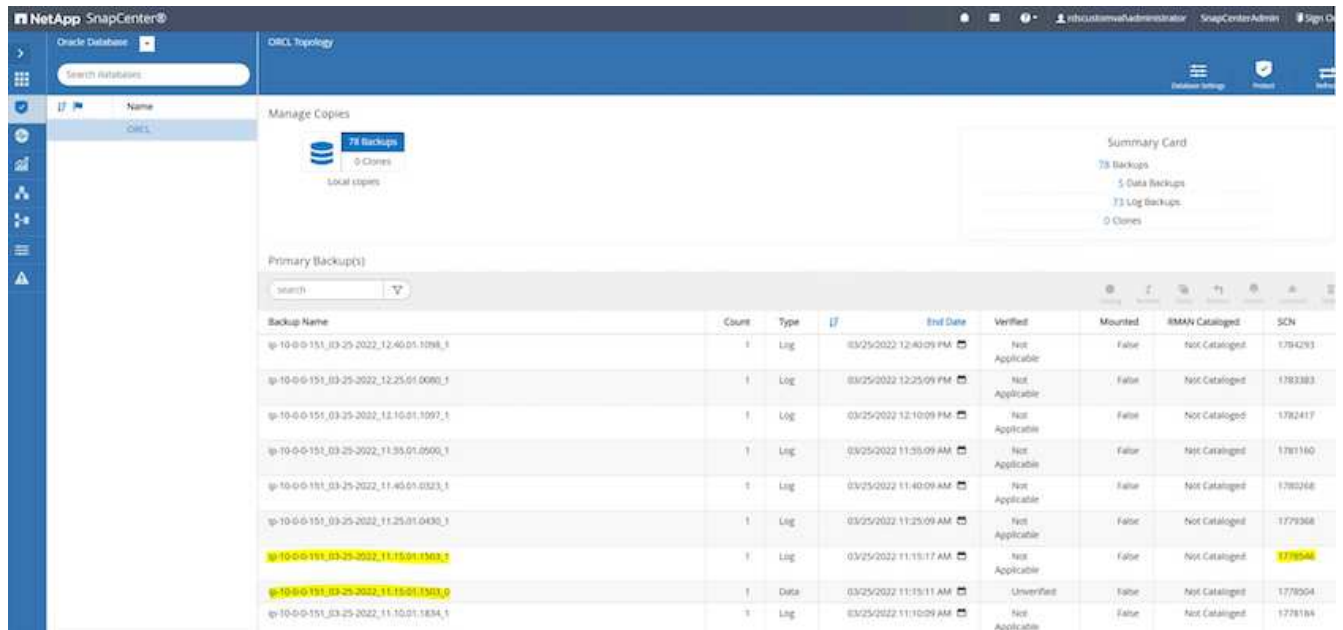 NetApp SnapCenter®
rdscustomval\administrator SnapCenterAdmin Sign O
Oracle Database
ORCL Topology
Search databases
Database Settings Protect
Name
ORCL
Manage Copies
78 Backups
0 Clones
Local copies
Summary Card
78 Backups
5 Data Backups
73 Log Backups
0 Clones
Primary Backup(s)
search
Backup Name Count Type End Date Verified Mounted RMAN Cataloged SCN
ip-10-0-0-151_03-25-2022_12.40.01.1098_1 1 Log 03/25/2022 12:40:09 PM Not Applicable False Not Cataloged 1784293
ip-10-0-0-151_03-25-2022_12.25.01.0080_1 1 Log 03/25/2022 12:25:09 PM Not Applicable False Not Cataloged 1783383
ip-10-0-0-151_03-25-2022_12.10.01.1097_1 1 Log 03/25/2022 12:10:09 PM Not Applicable False Not Cataloged 1782417
ip-10-0-0-151_03-25-2022_11.55.01.0500_1 1 Log 03/25/2022 11:55:09 AM Not Applicable False Not Cataloged 1781160
ip-10-0-0-151_03-25-2022_11.40.01.0323_1 1 Log 03/25/2022 11:40:09 AM Not Applicable False Not Cataloged 1780268
ip-10-0-0-151_03-25-2022_11.25.01.0430_1 1 Log 03/25/2022 11:25:09 AM Not Applicable False Not Cataloged 1779368
ip-10-0-0-151_03-25-2022_11.15.01.1503_1 1 Log 03/25/2022 11:15:17 AM Not Applicable False Not Cataloged 1778546
ip-10-0-0-151_03-25-2022_11.15.01.1503_0 1 Data 03/25/2022 11:15:11 AM Unverified False Not Cataloged 1778504
ip-10-0-0-151_03-25-2022_11.10.01.1834_1 1 Log 03/25/2022 11:10:09 AM Not Applicable False Not Cataloged 1778184